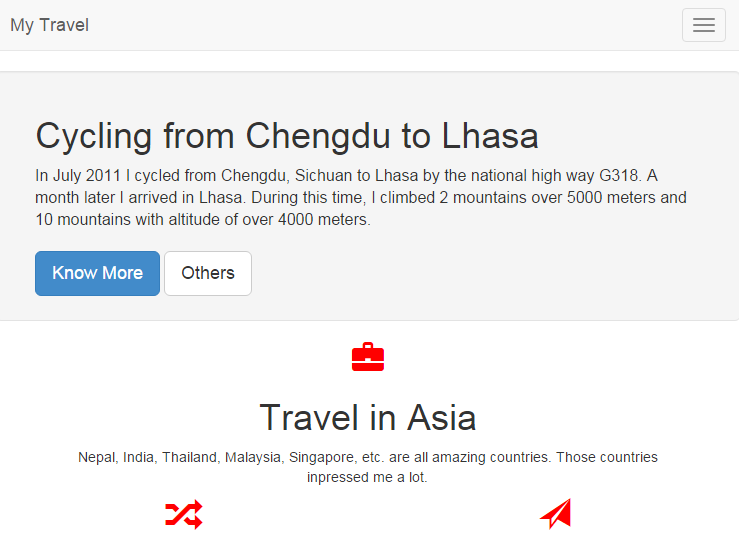 My Travel
Cycling from Chengdu to Lhasa
In July 2011 I cycled from Chengdu, Sichuan to Lhasa by the national high way G318. A
month later I arrived in Lhasa. During this time, I climbed 2 mountains over 5000 meters and
10 mountains with altitude of over 4000 meters.
Know More Others
Travel in Asia
Nepal, India, Thailand, Malaysia, Singapore, etc. are all amazing countries. Those countries
inpressed me a lot.